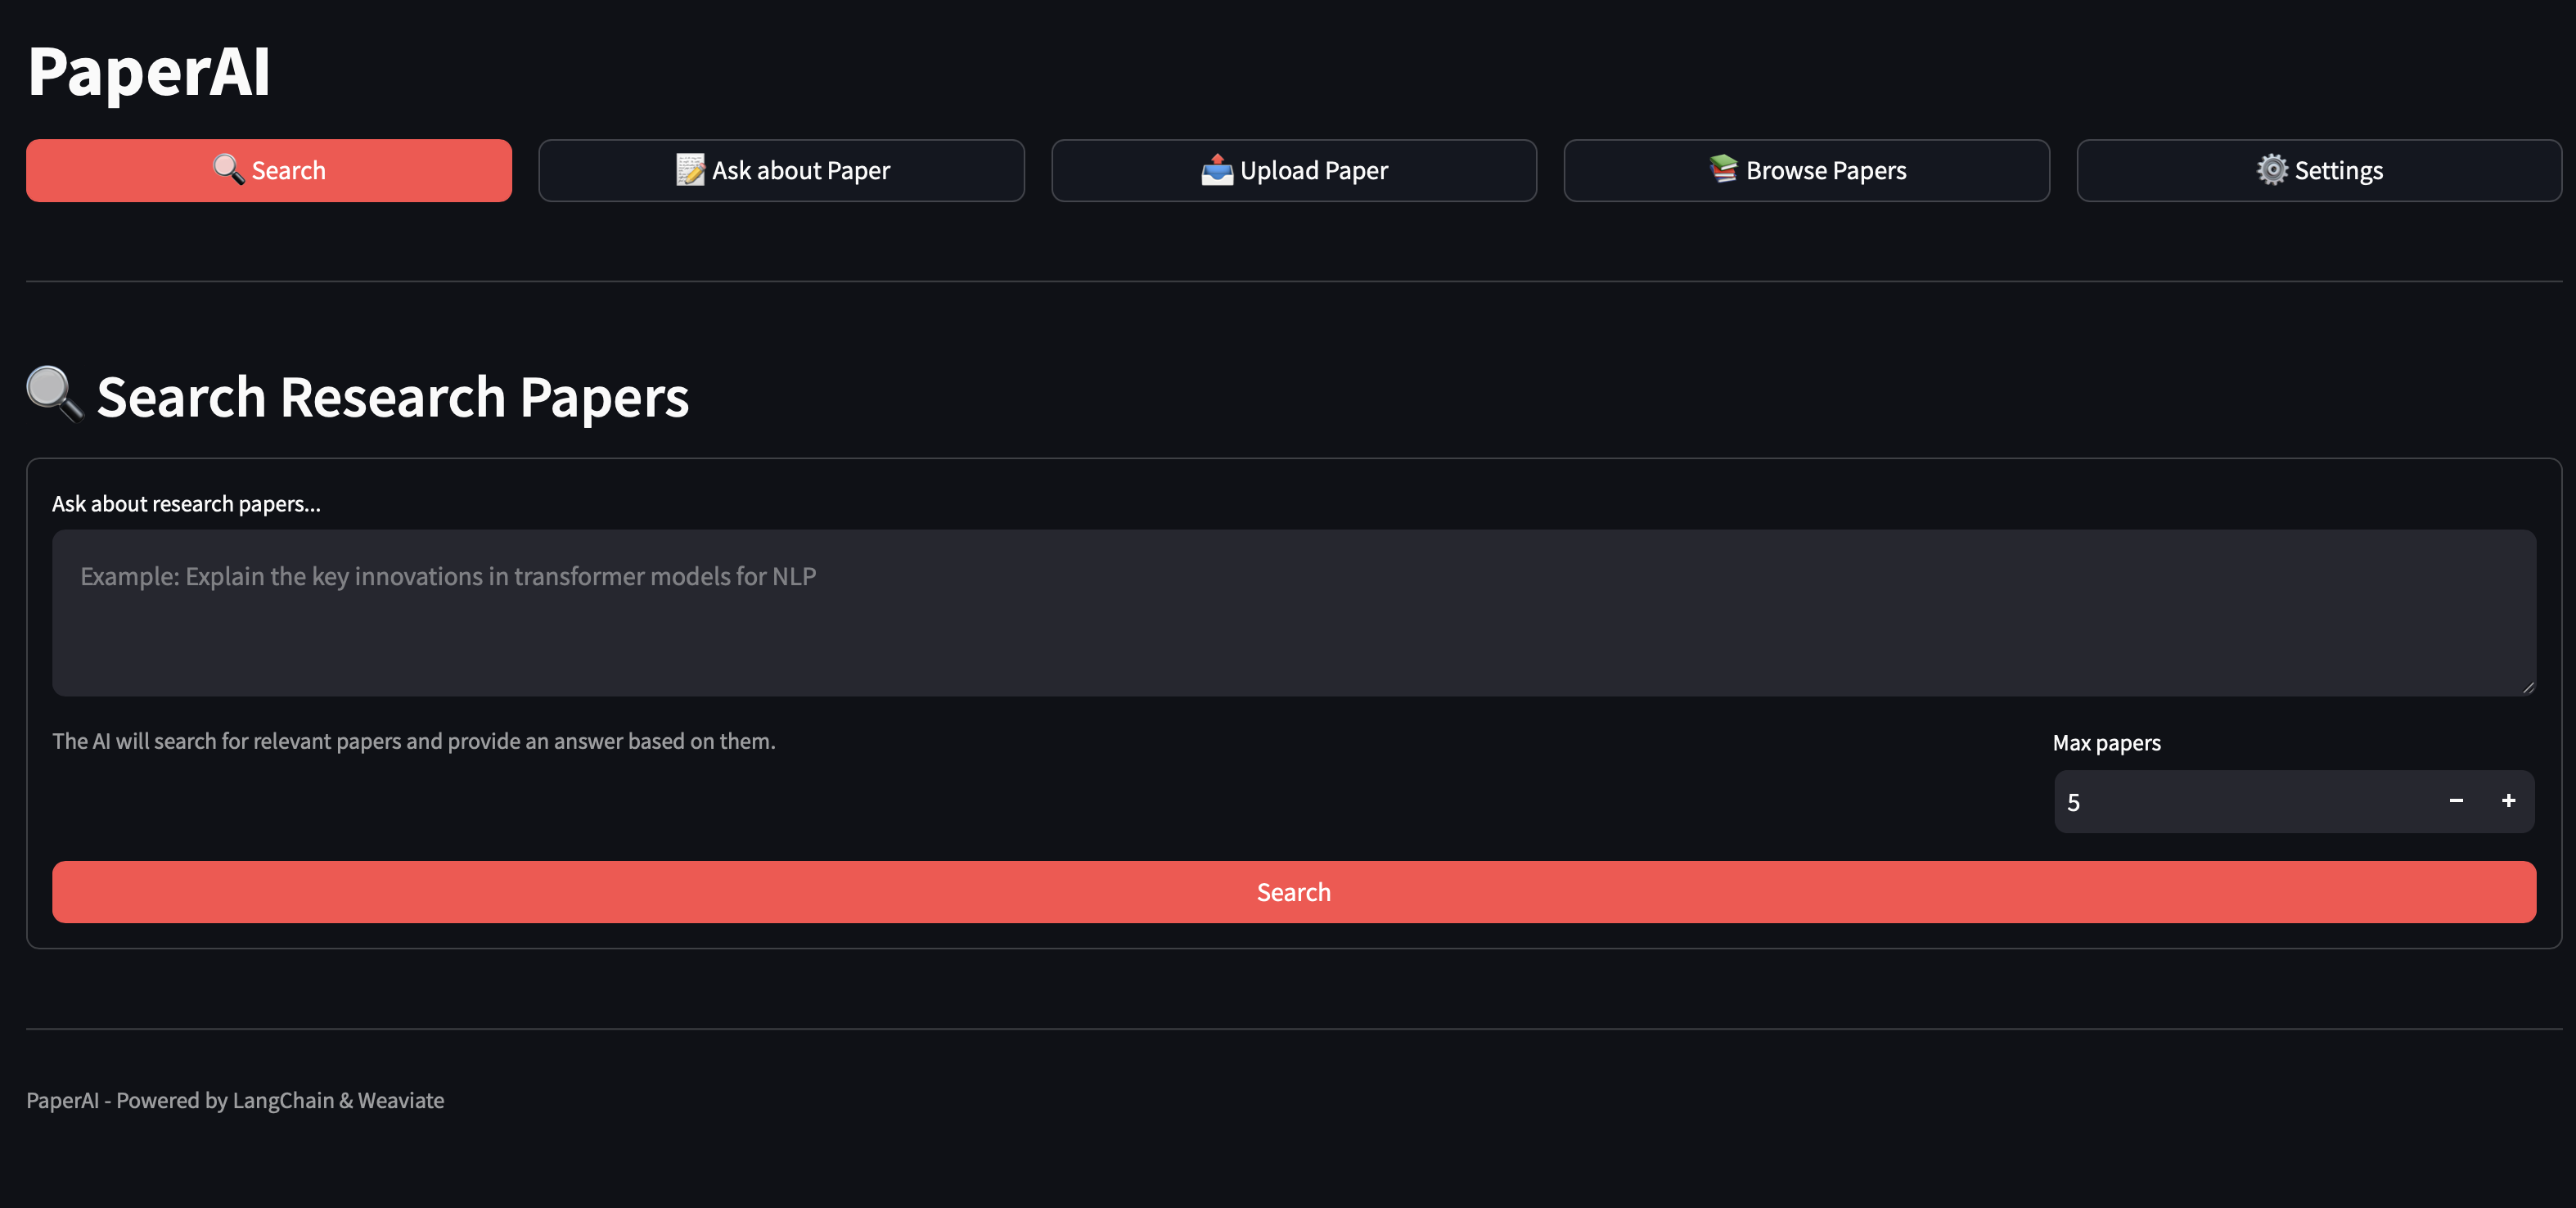 PaperAI
Search
Ask about Paper
Upload Paper
Browse Papers
Settings
Search Research Papers
Ask about research papers...
Example: Explain the key innovations in transformer models for NLP
The AI will search for relevant papers and provide an answer based on them.
Max papers
5
Search
PaperAI - Powered by LangChain & Weaviate